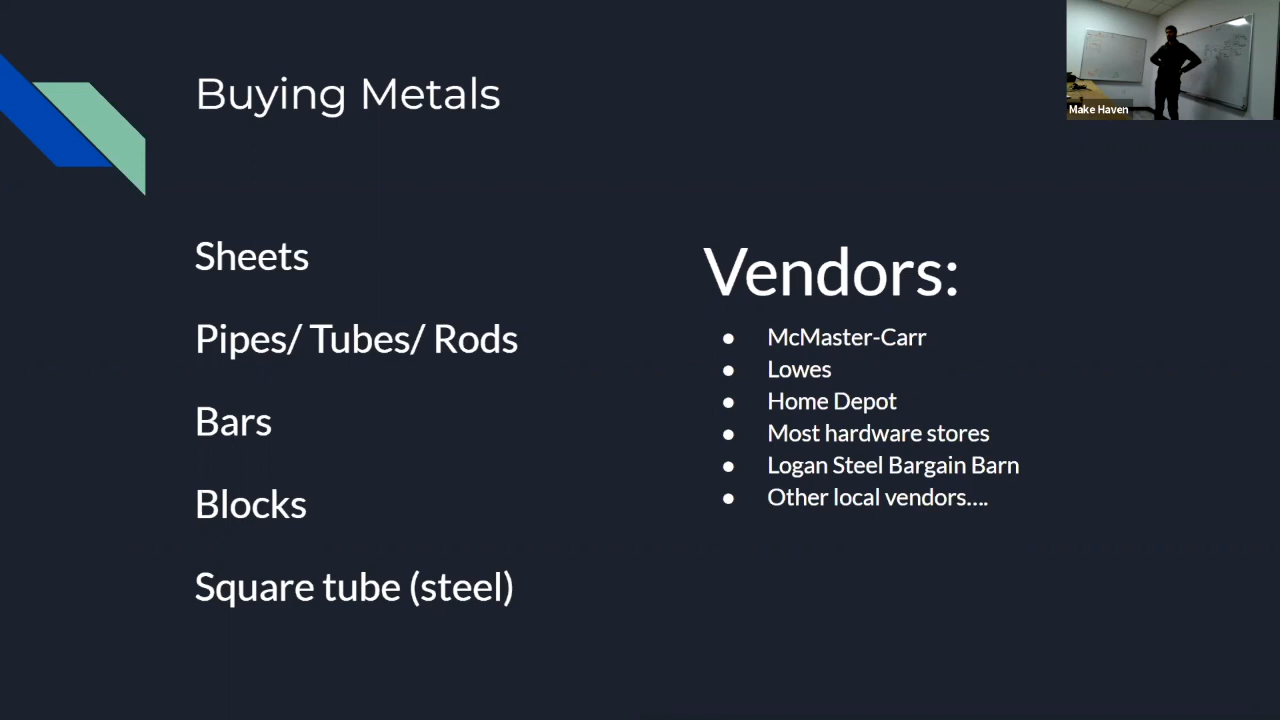 Buying Metals
Make Haven
Sheets
Pipes/ Tubes/ Rods
Bars
Blocks
Square tube (steel)
Vendors:
● McMaster-Carr
● Lowes
● Home Depot
● Most hardware stores
● Logan Steel Bargain Barn
● Other local vendors....